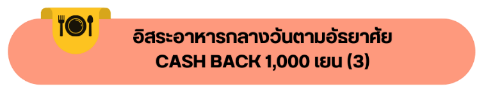 อิสระอาหารกลางวันตามอัธยาศัย
CASH BACK 1,000 เยน (3)